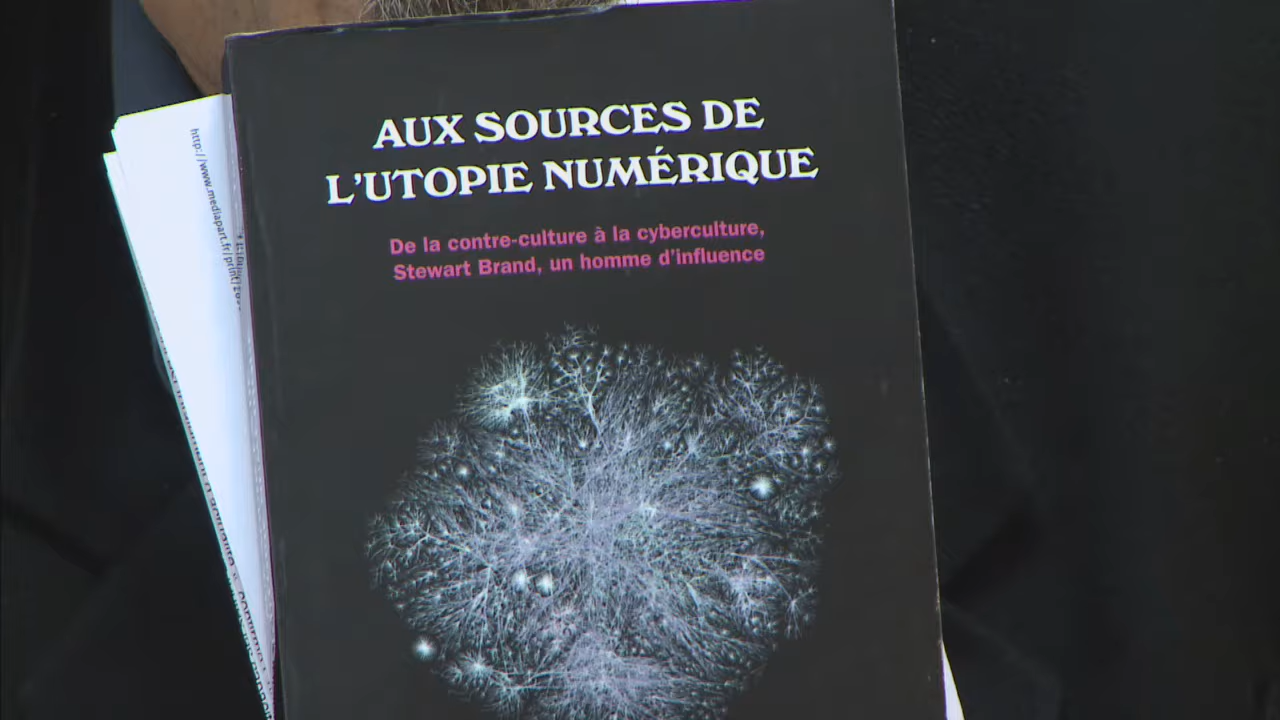 AUX SOURCES DE
L'UTOPIE NUMÉRIQUE
De la contre-culture à la cyberculture,
Stewart Brand, un homme d'influence
http://www.mediapart.fr/print/